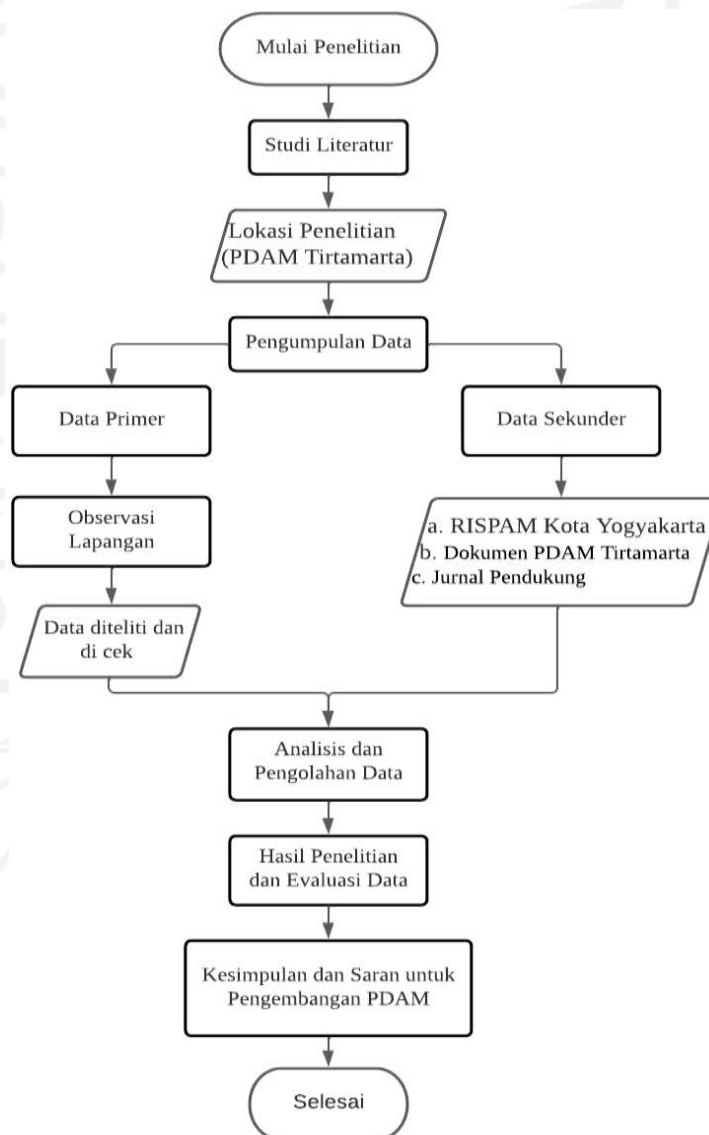 Mulai Penelitian
Studi Literatur
Lokasi Penelitian
(PDAM Tirtamarta)
Pengumpulan Data
Data Primer
Data Sekunder
Observasi
Lapangan
a. RISPAM Kota Yogyakarta
b. Dokumen PDAM Tirtamarta
c. Jurnal Pendukung
Data diteliti dan
di cek
Analisis dan
Pengolahan Data
Hasil Penelitian
dan Evaluasi Data
Kesimpulan dan Saran untuk
Pengembangan PDAM
Selesai